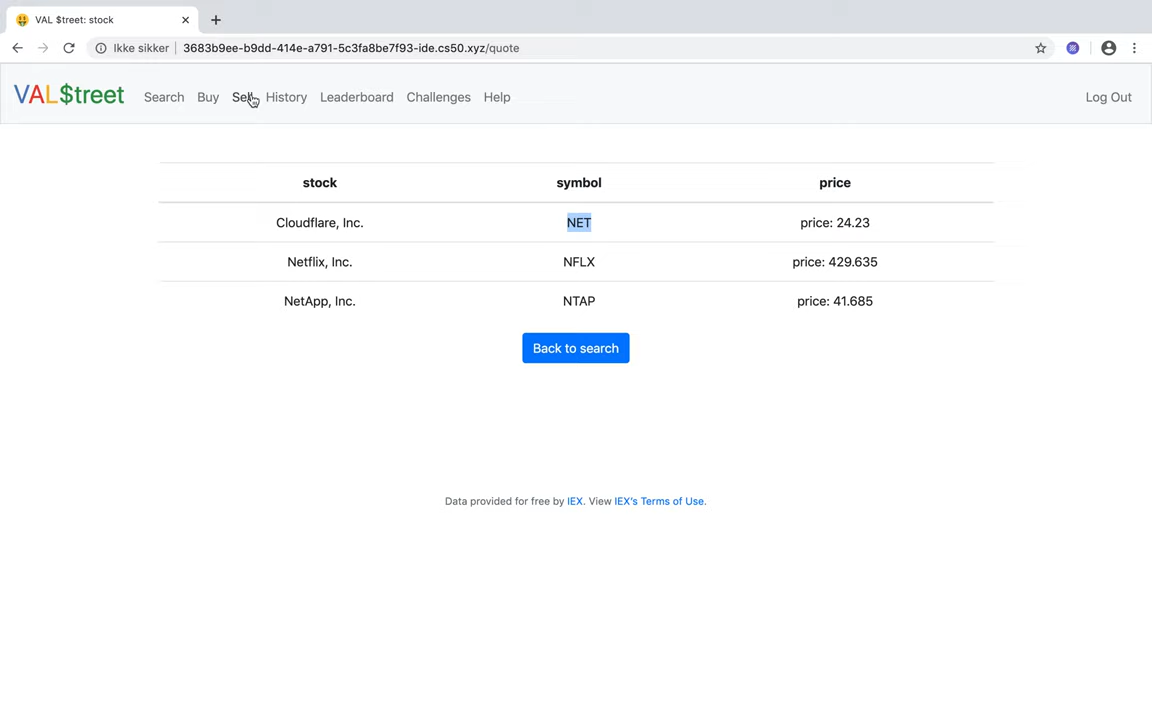 VAL $treet: stock
Ikke sikker 3683b9ee-b9dd-414e-a791-5c3fa8be7f93-ide.cs50.xyz/quote
VAL$treet Search Buy Sell History Leaderboard Challenges Help Log Out
stock symbol price
Cloudflare, Inc. NET price: 24.23
Netflix, Inc. NFLX price: 429.635
NetApp, Inc. NTAP price: 41.685
Back to search
Data provided for free by IEX. View IEX's Terms of Use.